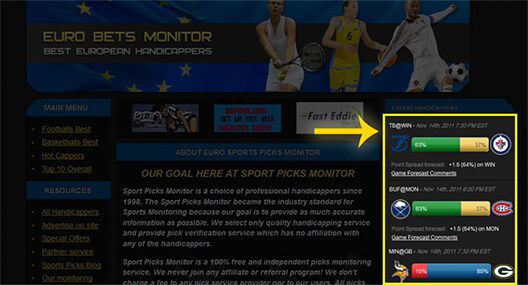 EURO BETS MONITOR
BEST EUROPEAN HANDICAPPERS
MAIN MENU
Footballs Best
Basketballs Best
Hot Cappers
Top 10 Overall
RESOURCES
All Handicappers
Advertise on site
Special Offers
Partner service
Sports Picks Blog
Our monitoring
Fast Eddie
ABOUT EURO SPORTS PICKS MONITOR
OUR GOAL HERE AT SPORT PICKS MONITOR
Sport Picks Monitor is a choice of professional handicappers since
1998. The Sport Picks Monitor became the industry standard for
Sports Monitoring because our goal is to provide as much accurate
information as possible. We select only quality handicapping service
and provide pick verification service which has no affiliation with
any of the handicappers.
Sport Picks Monitor is a 100% free and independent picks monitoring
service. We never join any affiliate or referral program! We don't
charge a fee to any pick service provider nor to our users. All picks
EXPERT HANDICAPPERS
TB@WIN - Nov. 14th, 2011 7:30 PM EST
63% 37%
Point Spread forecast +1.5 (64%) on WIN
Game Forecast Comments
BUF@MON - Nov. 14th, 2011 6:00 PM EST
63% 37%
Point Spread forecast +1.5 (64%) on MON
Game Forecast Comments
MIN@GB - Nov. 14th, 2011 7:30 PM EST
15% 85%
G